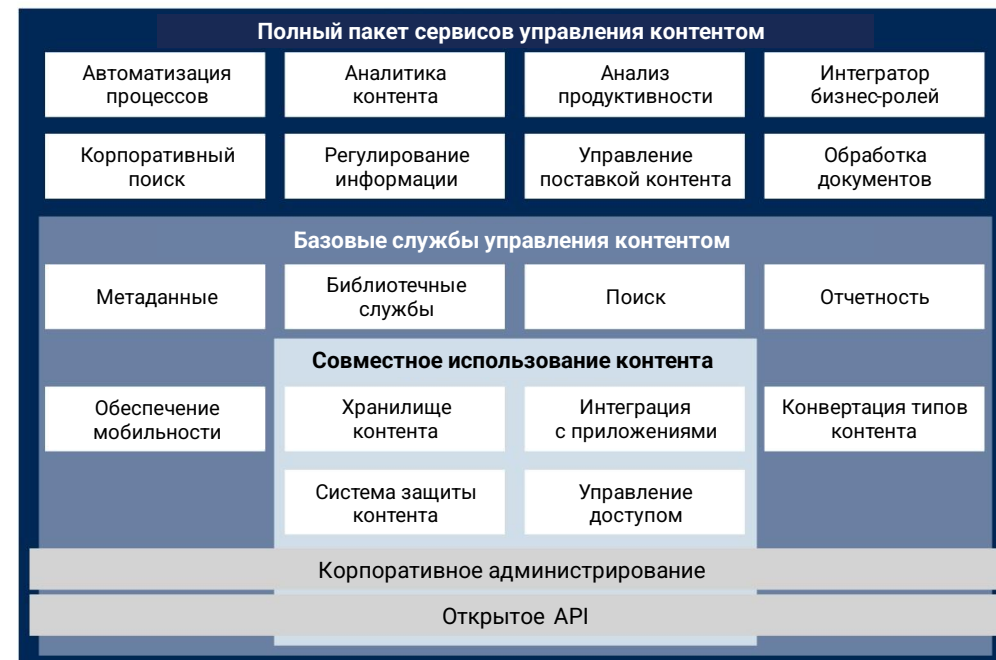 Полный пакет сервисов управления контентом
Автоматизация
процессов
Аналитика
контента
Анализ
продуктивности
Интегратор
бизнес-ролей
Корпоративный
поиск
Регулирование
информации
Управление
поставкой контента
Обработка
документов
Базовые службы управления контентом
Метаданные
Библиотечные
службы
Поиск
Отчетность
Совместное использование контента
Обеспечение
мобильности
Хранилище
контента
Интеграция
с приложениями
Конвертация типов
контента
Система защиты
контента
Управление
доступом
Корпоративное администрирование
Открытое API